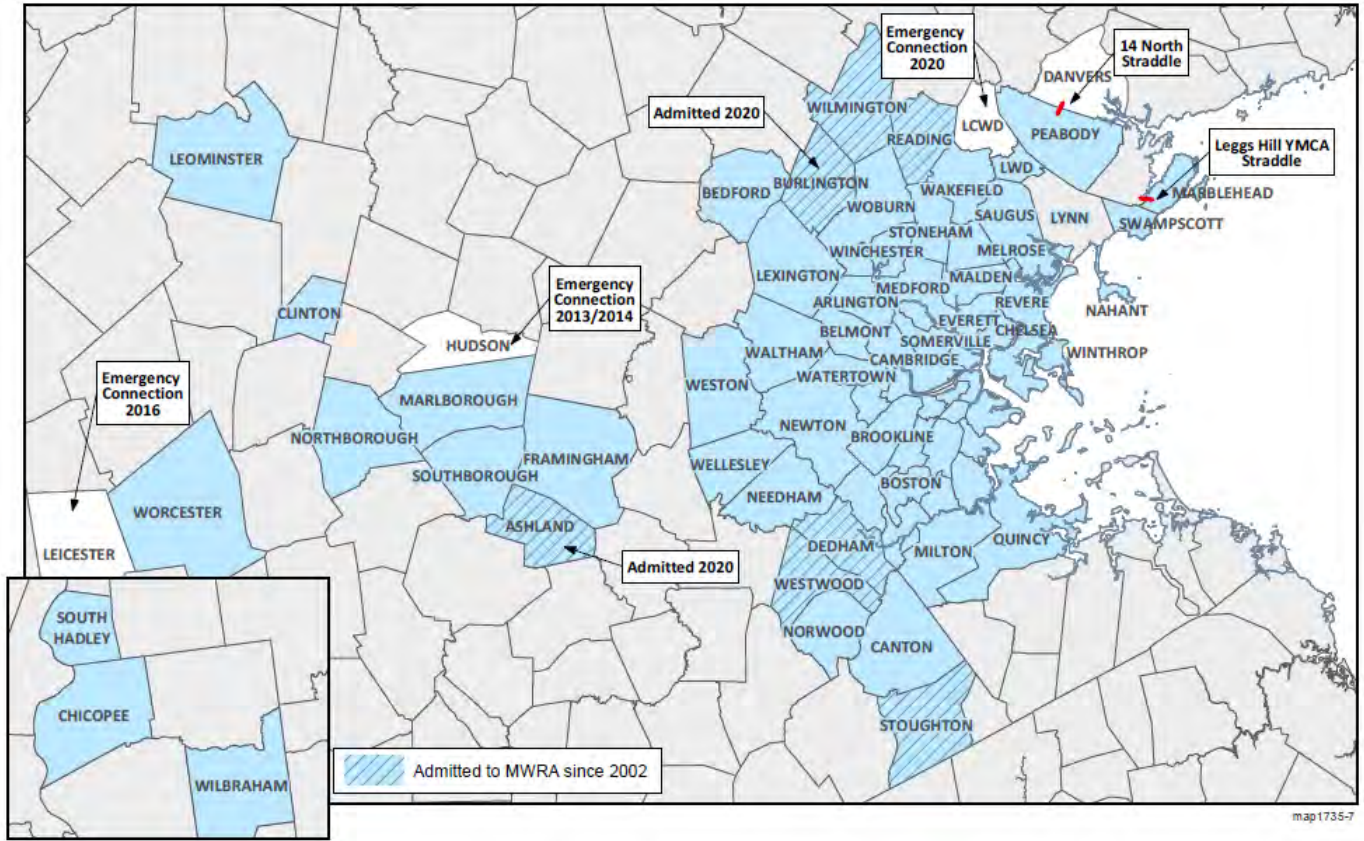 Emergency
Connection
2020
14 North
Straddle
DANVERS
WILMINGTON
Admitted 2020
LCWD
READING
PEABODY
Leggs Hill YMCA
Straddle
LEOMINSTER
LWD
BEDFORD
BURLINGTON
WAKEFIELD
MARBLEHEAD
WOBURN
SAUGUS
LYNN
SWAMPSCOTT
STONEHAM
WINCHESTER
MELROSE
LEXINGTON
MALDEN
MEDFORD
ARLINGTON
REVERE
NAHANT
Emergency
Connection
2013/2014
CLINTON
EVERETT
BELMONT
CHELSEA
SOMERVILLE
HUDSON
WALTHAM
CAMBRIDGE
WINTHROP
WATERTOWN
WESTON
Emergency
Connection
2016
MARLBOROUGH
NEWTON
NORTHBOROUGH
BROOKLINE
FRAMINGHAM
WELLESLEY
SOUTHBOROUGH
BOSTON
NEEDHAM
WORCESTER
ASHLAND
QUINCY
DEDHAM
MILTON
LEICESTER
Admitted 2020
WESTWOOD
SOUTH
HADLEY
NORWOOD
CANTON
CHICOPEE
STOUGHTON
WILBRAHAM
Admitted to MWRA since 2002
map1735-7